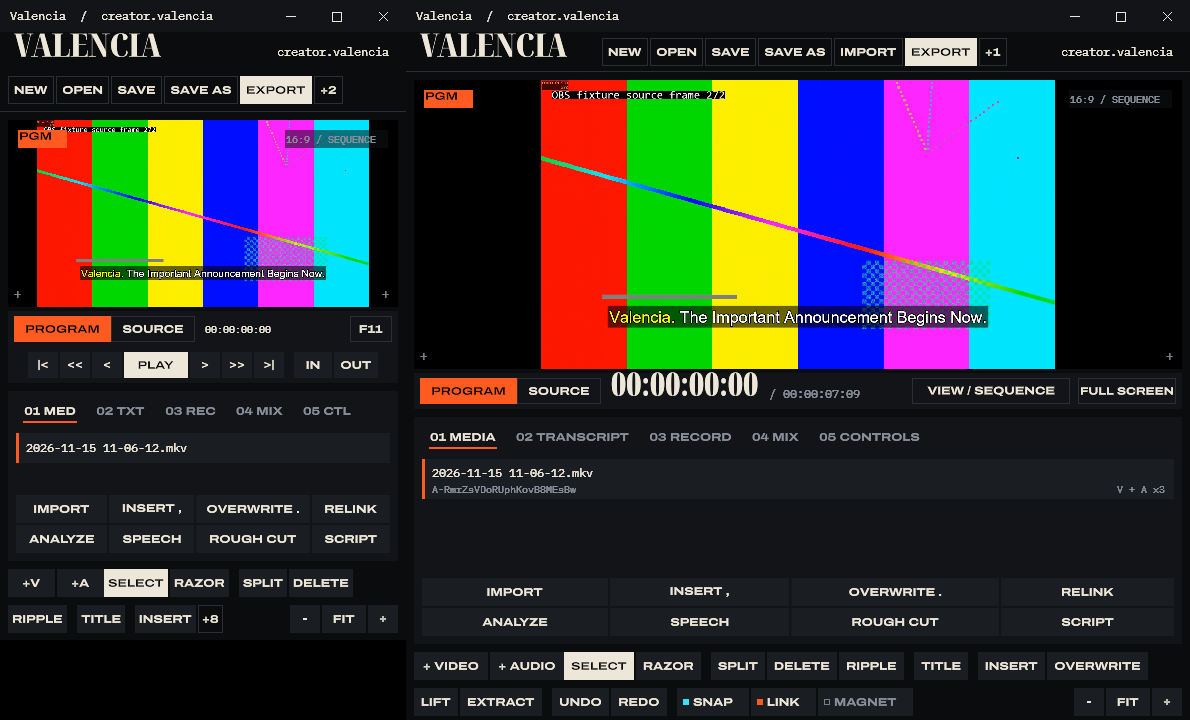 Valencia / creator.valencia
VALENCIA
creator.valencia
NEW OPEN SAVE SAVE AS EXPORT +2
OBS fixture source frame 2/2
PGM
16:9 / SEQUENCE
Valencia. The Important Announcement Begins Now.
+ +
PROGRAM SOURCE 00:00:00:00 F11
|< << < PLAY > >> >| IN OUT
01 MED 02 TXT 03 REC 04 MIX 05 CTL
2026-11-15 11-06-12.mkv
IMPORT INSERT , OVERWRITE . RELINK
ANALYZE SPEECH ROUGH CUT SCRIPT
+V +A SELECT RAZOR SPLIT DELETE
RIPPLE TITLE INSERT +8 - FIT +
Valencia / creator.valencia
VALENCIA
NEW OPEN SAVE SAVE AS IMPORT EXPORT +1
creator.valencia
PGM
OBS fixture source frame 2/2
16:9 / SEQUENCE
Valencia. The Important Announcement Begins Now.
+ +
PROGRAM SOURCE 00:00:00:00 / 00:00:07:09 VIEW / SEQUENCE FULL SCREEN
01 MEDIA 02 TRANSCRIPT 03 RECORD 04 MIX 05 CONTROLS
2026-11-15 11-06-12.mkv
V + A x3
IMPORT INSERT , OVERWRITE . RELINK
ANALYZE SPEECH ROUGH CUT SCRIPT
+ VIDEO + AUDIO SELECT RAZOR SPLIT DELETE RIPPLE TITLE INSERT OVERWRITE
LIFT EXTRACT UNDO REDO SNAP LINK MAGNET - FIT +